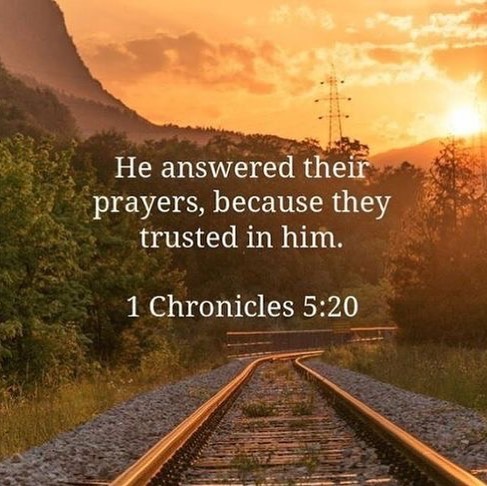 He answered their
prayers, because they
trusted in him.
1 Chronicles 5:20